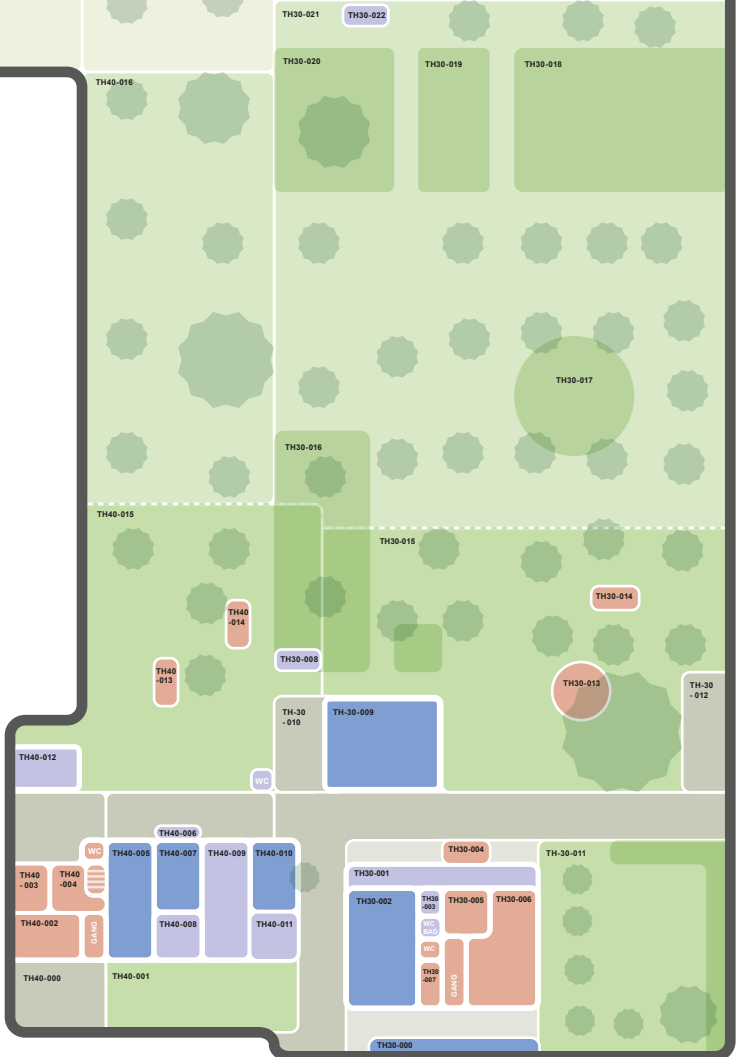 TH30-021
TH30-022
TH30-020
TH30-019
TH30-018
TH40-016
TH30-017
TH30-016
TH40-015
TH30-015
TH30-014
TH40
-014
TH30-008
TH40
-013
TH30-013
TH-30
- 012
TH-30
- 010
TH-30-009
TH40-012
WC
TH40-006
WC
TH40-005
TH40-007
TH40-009
TH40-010
TH30-004
TH-30-011
TH40
- 003
TH40
-004
TH30-001
TH30-002
TH30
-003
TH30-005
TH30-006
TH40-002
GANG
TH40-008
TH40-011
WC
BAD
WC
TH30
-007
GANG
TH40-000
TH40-001
TH30-000